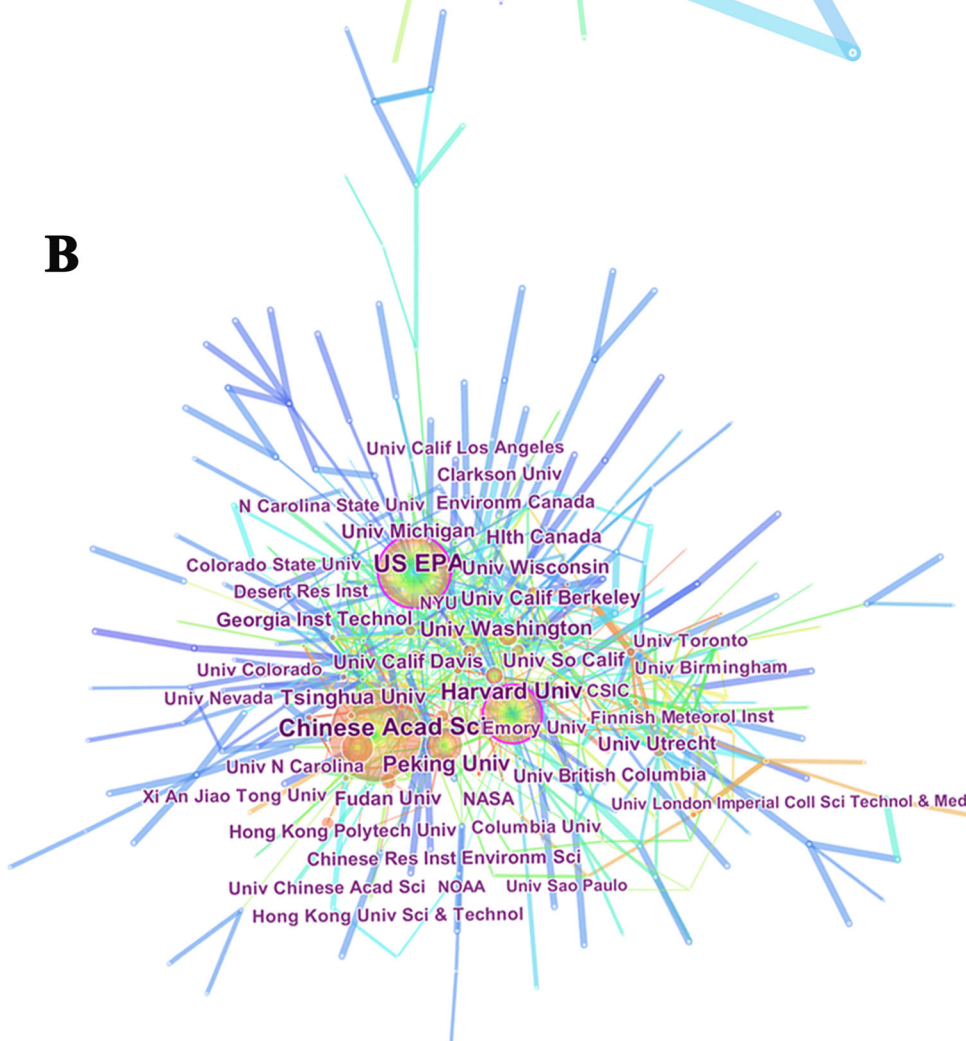 B
Univ Calif Los Angeles
Clarkson Univ
N Carolina State Univ
Environm Canada
Univ Michigan
Hlth Canada
Colorado State Univ
US EPA
Univ Wisconsin
Desert Res Inst
NYU
Univ Calif Berkeley
Georgia Inst Technol
Univ Washington
Univ Toronto
Univ Colorado
Univ Calif Davis
Univ So Calif
Univ Birmingham
Univ Nevada
Tsinghua Univ
Harvard Univ
CSIC
Chinese Acad Sci
Emory Univ
Finnish Meteorol Inst
Univ Utrecht
Univ N Carolina
Peking Univ
Univ British Columbia
Xi An Jiao Tong Univ
Fudan Univ
NASA
Univ London Imperial Coll Sci Technol & Med
Hong Kong Polytech Univ
Columbia Univ
Chinese Res Inst Environm Sci
Univ Chinese Acad Sci
NOAA
Univ Sao Paulo
Hong Kong Univ Sci & Technol